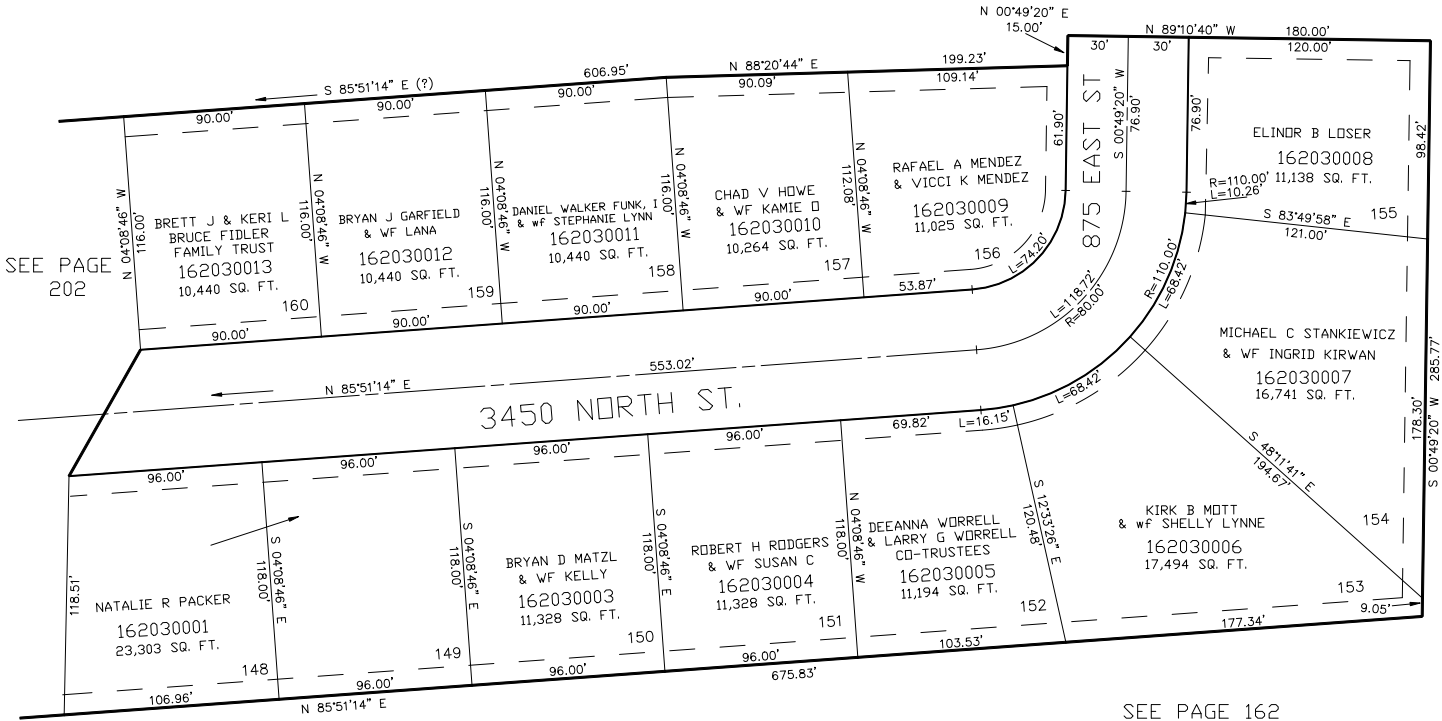 N 00°49'20" E
15.00'
N 89°10'40" W
180.00'
30'
30'
120.00'
S 85°51'14" E (?)
606.95'
N 88°20'44" E
199.23'
90.00'
90.00'
90.00'
90.09'
109.14'
61.90'
875 EAST ST
S 00°49'20" W
76.90'
76.90'
98.42'
SEE PAGE
202
N 04°08'46" W
116.00'
BRETT J & KERI L
BRUCE FIDLER
FAMILY TRUST
162030013
10,440 SQ. FT.
160
N 04°08'46" W
116.00'
BRYAN J GARFIELD
& WF LANA
162030012
10,440 SQ. FT.
159
N 04°08'46" W
116.00'
DANIEL WALKER FUNK, I
& wf STEPHANIE LYNN
162030011
10,440 SQ. FT.
158
N 04°08'46" W
116.00'
CHAD V HOWE
& WF KAMIE D
162030010
10,264 SQ. FT.
157
N 04°08'46" W
112.08'
RAFAEL A MENDEZ
& VICCI K MENDEZ
162030009
11,025 SQ. FT.
156
L=74.20'
ELINOR B LOSER
162030008
11,138 SQ. FT.
155
R=110.00'
L=10.26'
S 83°49'58" E
121.00'
90.00'
90.00'
90.00'
90.00'
53.87'
L=118.72'
R=80.00'
R=110.00'
L=68.42'
N 85°51'14" E
553.02'
3450 NORTH ST.
L=68.42'
MICHAEL C STANKIEWICZ
& WF INGRID KIRWAN
162030007
16,741 SQ. FT.
154
178.30'
S 00°49'20" W 285.77'
S 48°11'41" E
194.67'
96.00'
96.00'
96.00'
69.82'
L=16.15'
118.51'
NATALIE R PACKER
162030001
23,303 SQ. FT.
148
S 04°08'46" E
118.00'
149
S 04°08'46" E
118.00'
BRYAN D MATZL
& WF KELLY
162030003
11,328 SQ. FT.
150
S 04°08'46" E
118.00'
ROBERT H RODGERS
& WF SUSAN C
162030004
11,328 SQ. FT.
151
N 04°08'46" W
118.00'
DEEANNA WORRELL
& LARRY G WORRELL
CO-TRUSTEES
162030005
11,194 SQ. FT.
152
S 12°33'26" E
120.48'
KIRK B MOTT
& wf SHELLY LYNNE
162030006
17,494 SQ. FT.
153
9.05'
106.96'
96.00'
96.00'
96.00'
103.53'
177.34'
N 85°51'14" E
675.83'
SEE PAGE 162